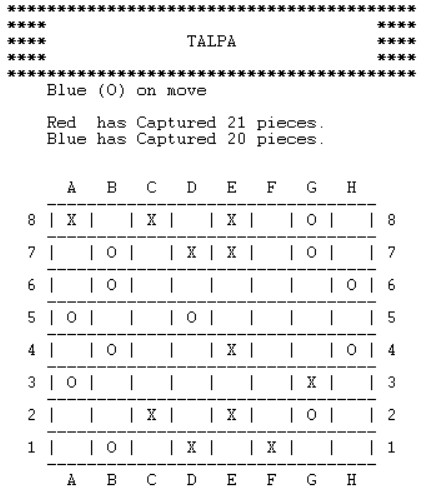 *****************************************
****                                 ****
****              TALPA              ****
****                                 ****
*****************************************
Blue (O) on move
Red  has Captured 21 pieces.
Blue has Captured 20 pieces.
A B C D E F G H
8 | X |   | X |   | X |   | O |   | 8
7 |   | O |   | X | X |   | O |   | 7
6 |   | O |   |   |   |   |   | O | 6
5 | O |   |   | O |   |   |   |   | 5
4 |   | O |   |   | X |   |   | O | 4
3 | O |   |   |   |   |   | X |   | 3
2 |   |   | X |   | X |   | O |   | 2
1 |   | O |   | X |   | X |   |   | 1
A B C D E F G H